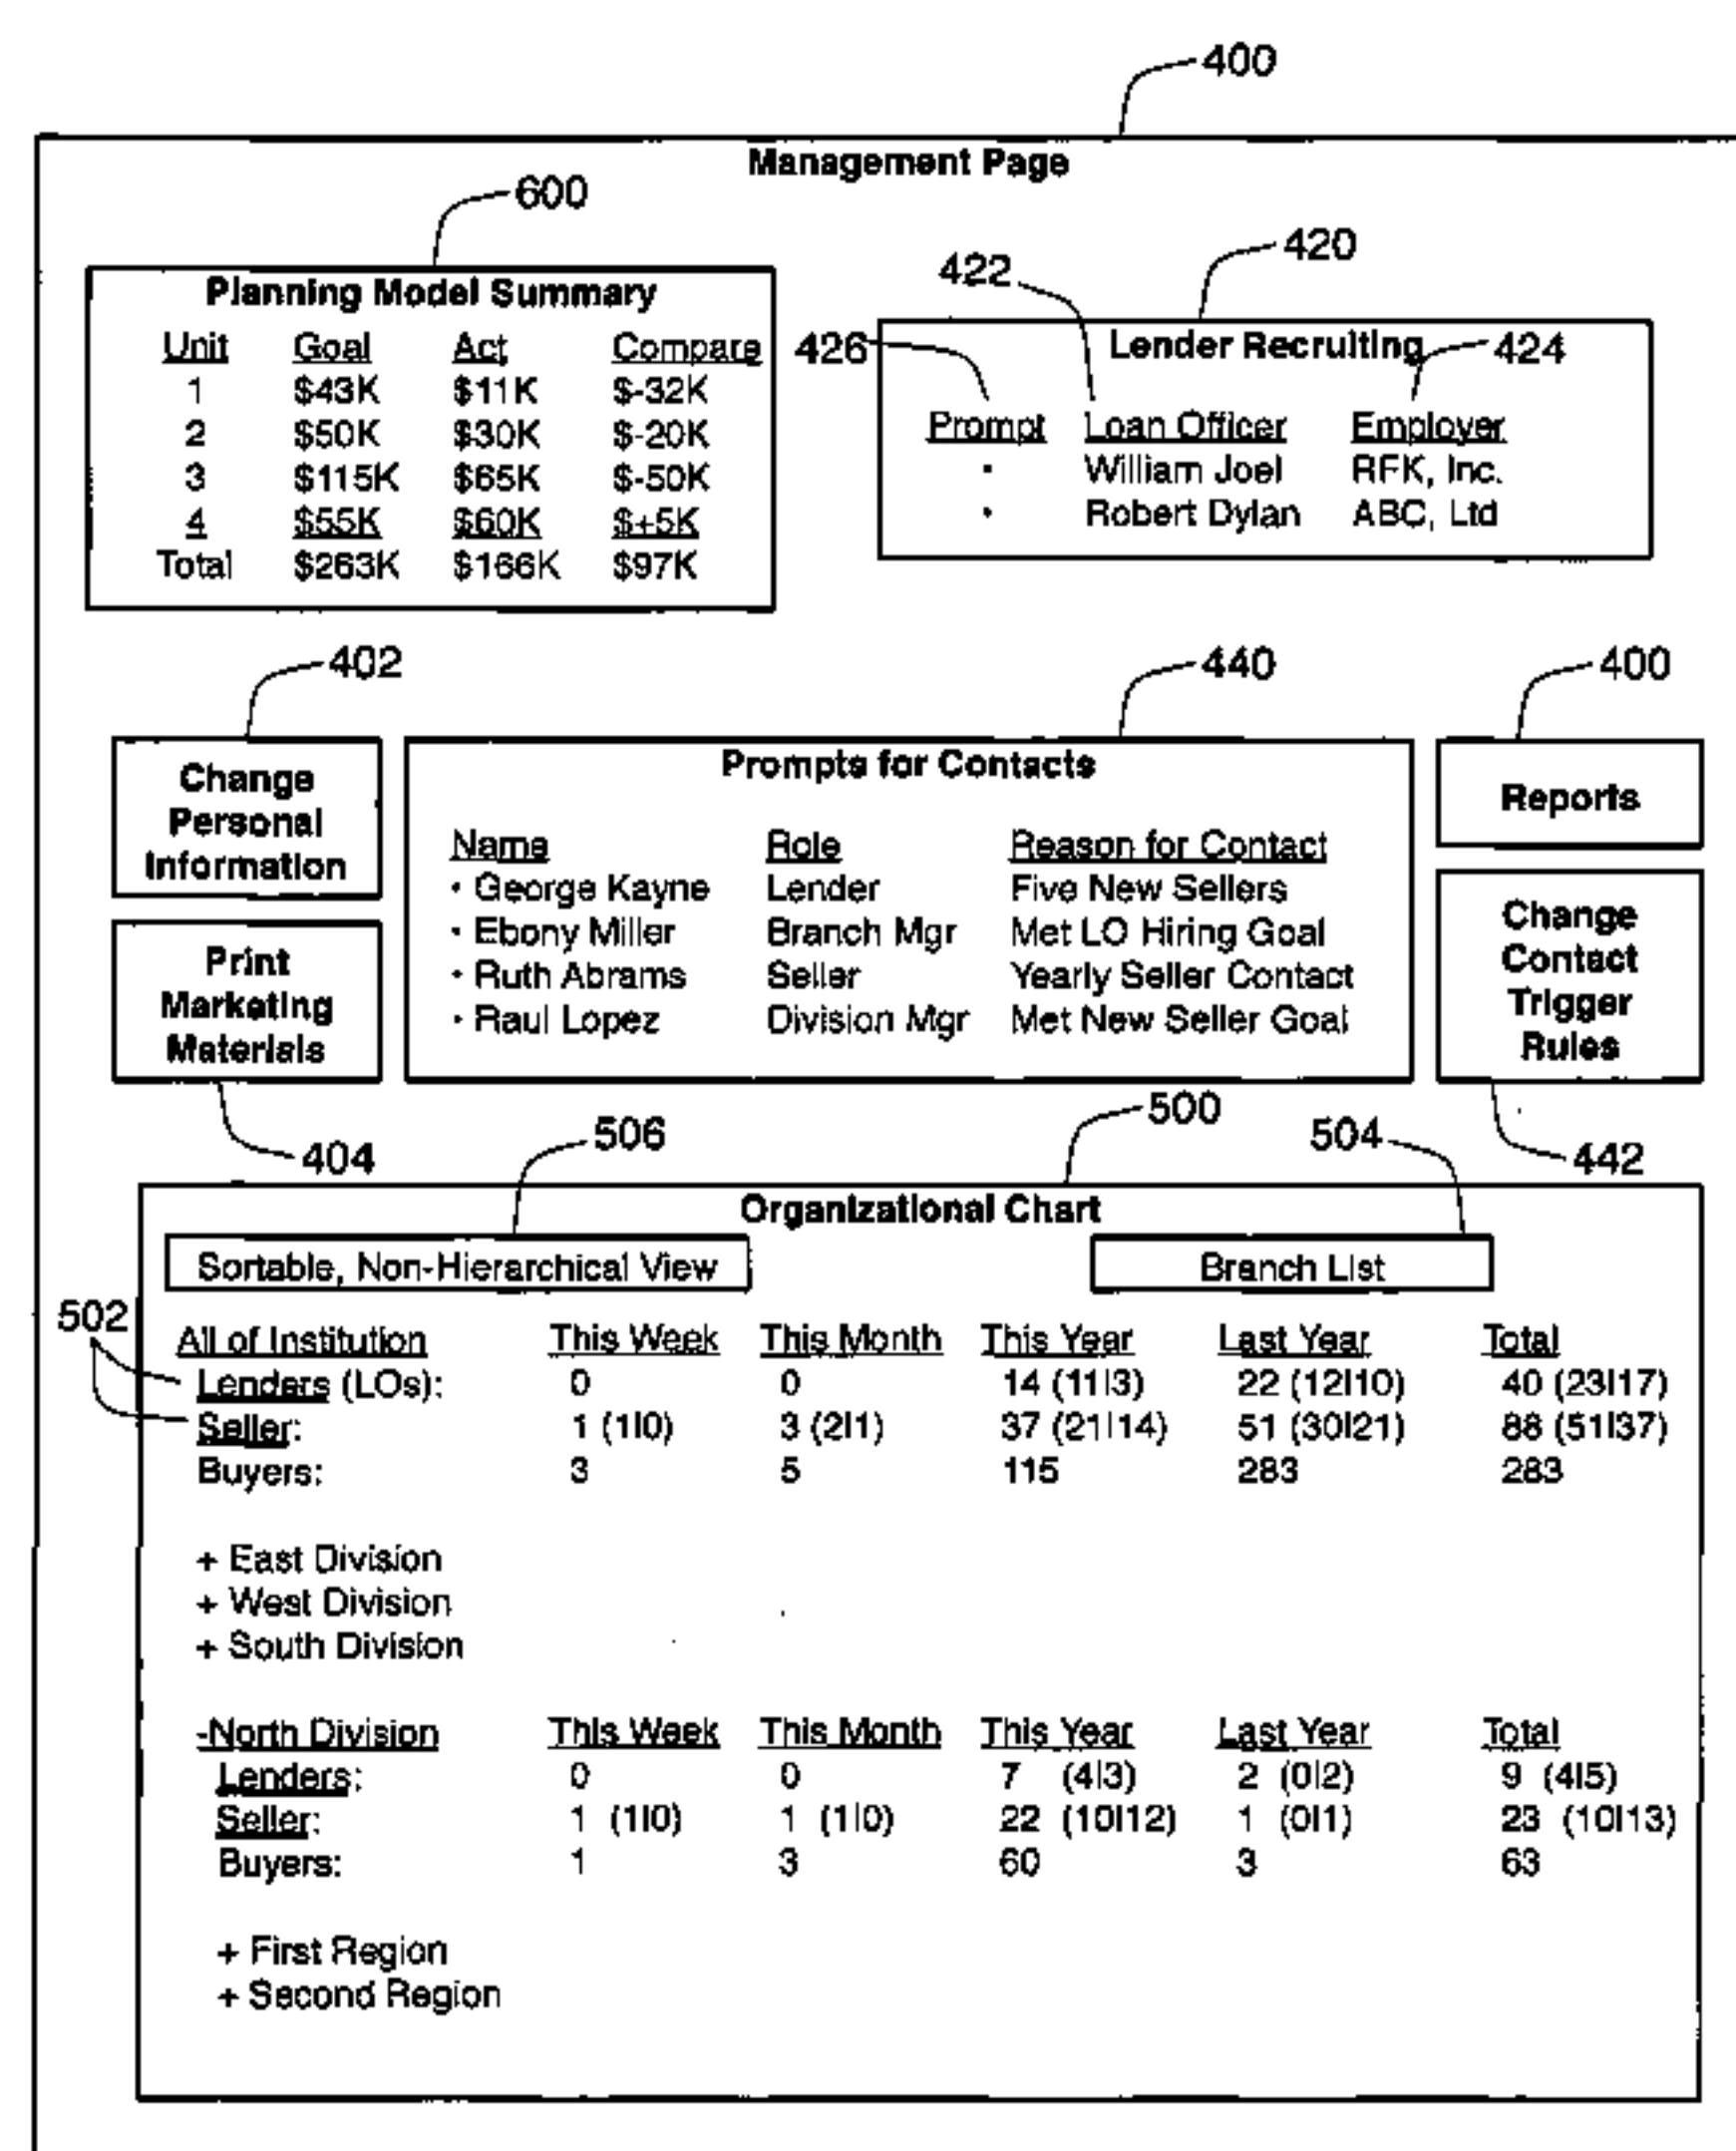 400
Management Page
600
Planning Model Summary
Unit Goal Act Compare
1 $43K $11K $-32K
2 $50K $30K $-20K
3 $115K $65K $-50K
4 $55K $60K $+5K
Total $263K $166K $97K
420
422
426
424
Lender Recruiting
Prompt Loan Officer Employer
• William Joel RFK, Inc.
• Robert Dylan ABC, Ltd
402
440
400
Change
Personal
Information
Print
Marketing
Materials
404
Prompts for Contacts
Name Role Reason for Contact
• George Kayne Lender Five New Sellers
• Ebony Miller Branch Mgr Met LO Hiring Goal
• Ruth Abrams Seller Yearly Seller Contact
• Raul Lopez Division Mgr Met New Seller Goal
Reports
Change
Contact
Trigger
Rules
442
506
500
504
Organizational Chart
Sortable, Non-Hierarchical View
Branch List
502
All of Institution This Week This Month This Year Last Year Total
Lenders (LOs): 0 0 14 (11|3) 22 (12|10) 40 (23|17)
Seller: 1 (1|0) 3 (2|1) 37 (21|14) 51 (30|21) 88 (51|37)
Buyers: 3 5 115 283 283
+ East Division
+ West Division
+ South Division
-North Division This Week This Month This Year Last Year Total
Lenders: 0 0 7 (4|3) 2 (0|2) 9 (4|5)
Seller: 1 (1|0) 1 (1|0) 22 (10|12) 1 (0|1) 23 (10|13)
Buyers: 1 3 60 3 63
+ First Region
+ Second Region